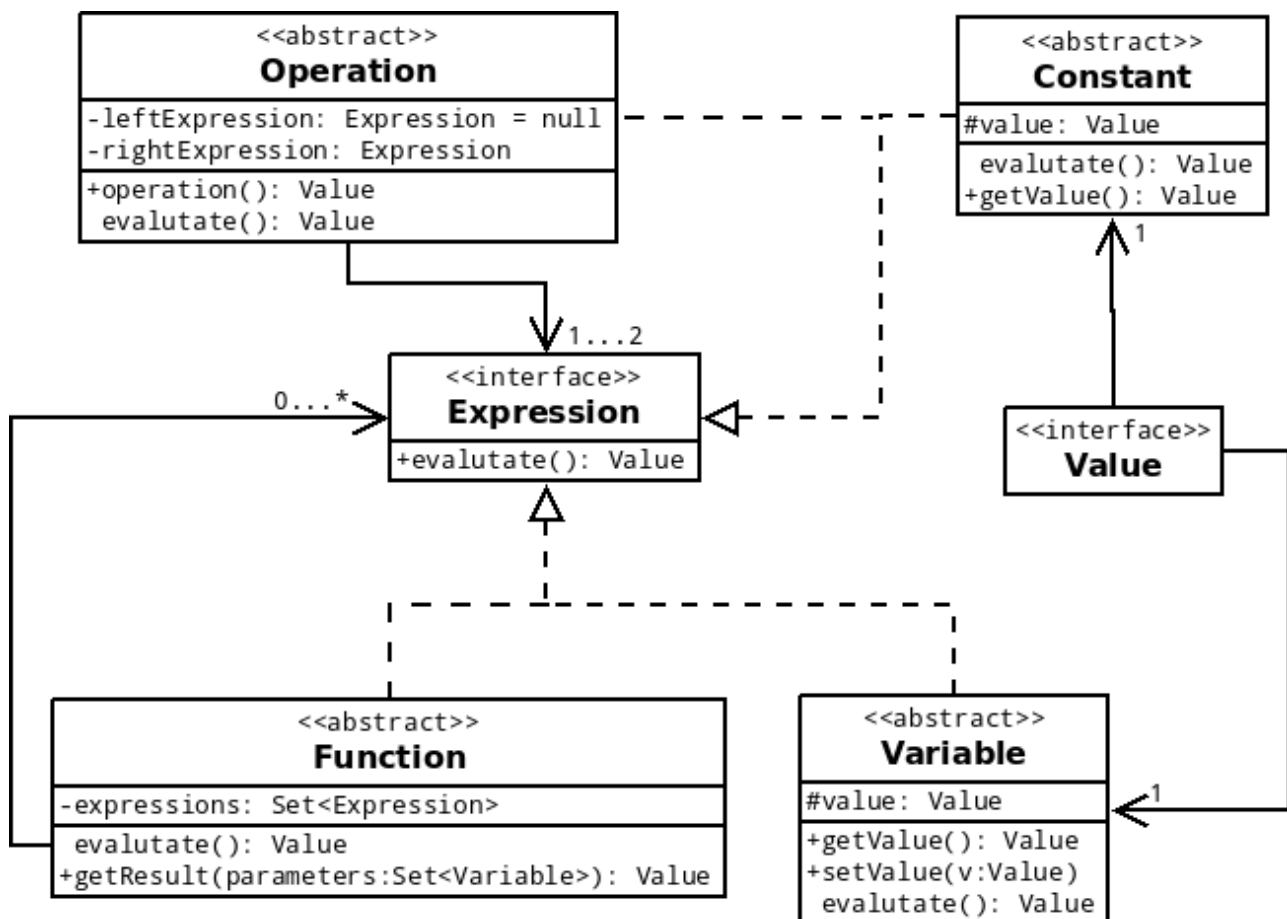 <<abstract>>
Operation
-leftExpression: Expression = null
-rightExpression: Expression
+operation(): Value
evalutate(): Value
<<abstract>>
Constant
#value: Value
evalutate(): Value
+getValue(): Value
1
1...2
0...*
<<interface>>
Expression
+evalutate(): Value
<<interface>>
Value
<<abstract>>
Function
-expressions: Set<Expression>
evalutate(): Value
+getResult(parameters:Set<Variable>): Value
<<abstract>>
Variable
#value: Value
+getValue(): Value
+setValue(v:Value)
evalutate(): Value
1